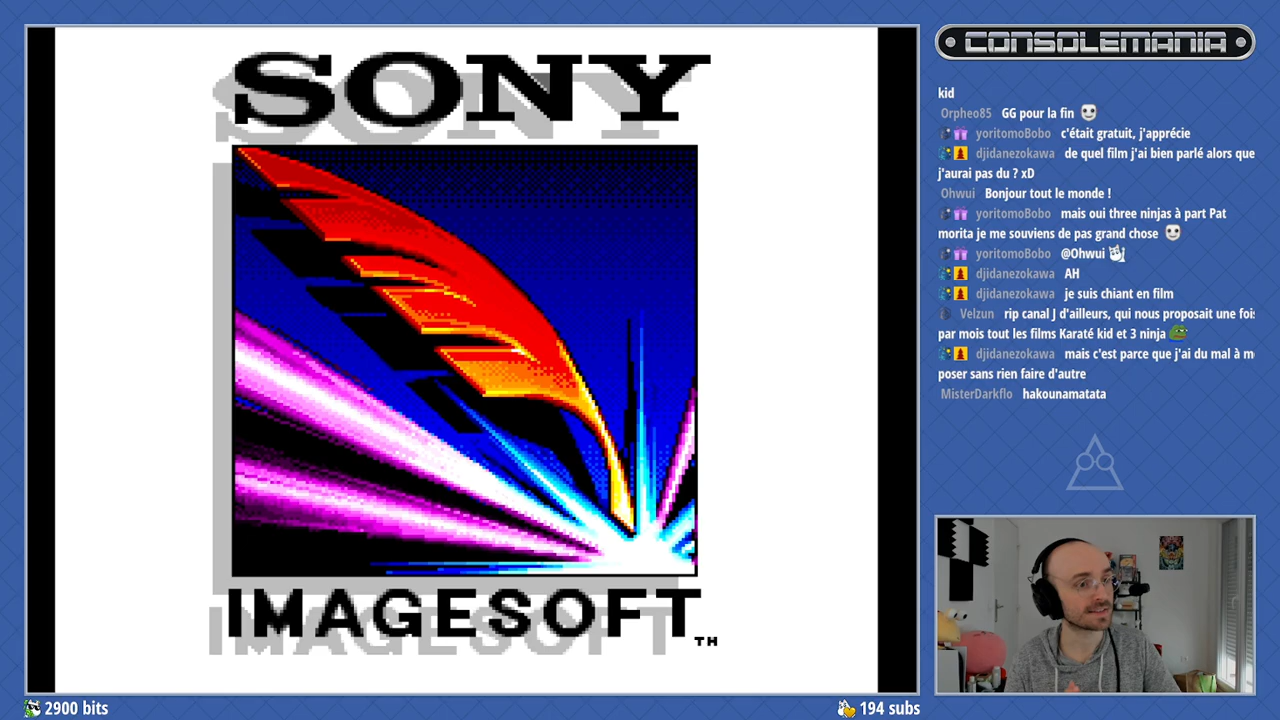 SONY
IMAGESOFT
TM
CONSOLEMANIA
kid
Orpheo85 GG pour la fin
yoritomoBobo c'était gratuit, j'apprécie
djidanezokawa de quel film j'ai bien parlé alors que
j'aurai pas du ? xD
Ohwui Bonjour tout le monde !
yoritomoBobo mais oui three ninjas à part Pat
morita je me souviens de pas grand chose
yoritomoBobo @Ohwui
djidanezokawa AH
djidanezokawa je suis chiant en film
Velzun rip canal J d'ailleurs, qui nous proposait une fois
par mois tout les films Karaté kid et 3 ninja
djidanezokawa mais c'est parce que j'ai du mal à me
poser sans rien faire d'autre
MisterDarkflo hakounamatata
2900 bits
194 subs